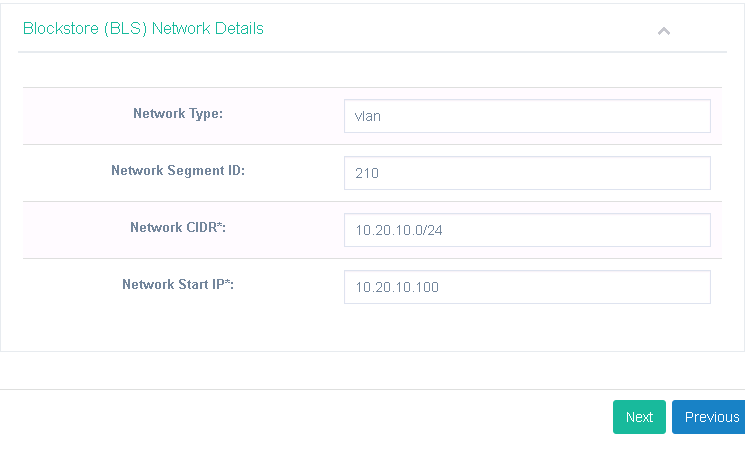 Blockstore (BLS) Network Details
Network Type: vlan
Network Segment ID: 210
Network CIDR*: 10.20.10.0/24
Network Start IP*: 10.20.10.100
Next Previous